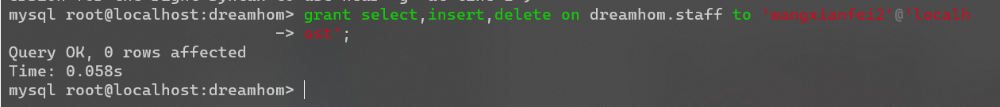 mysql root@localhost:dreamhom> grant select,insert,delete on dreamhom.staff to 'wangxianfei2'@'localh
-> ost';
Query OK, 0 rows affected
Time: 0.058s
mysql root@localhost:dreamhom>